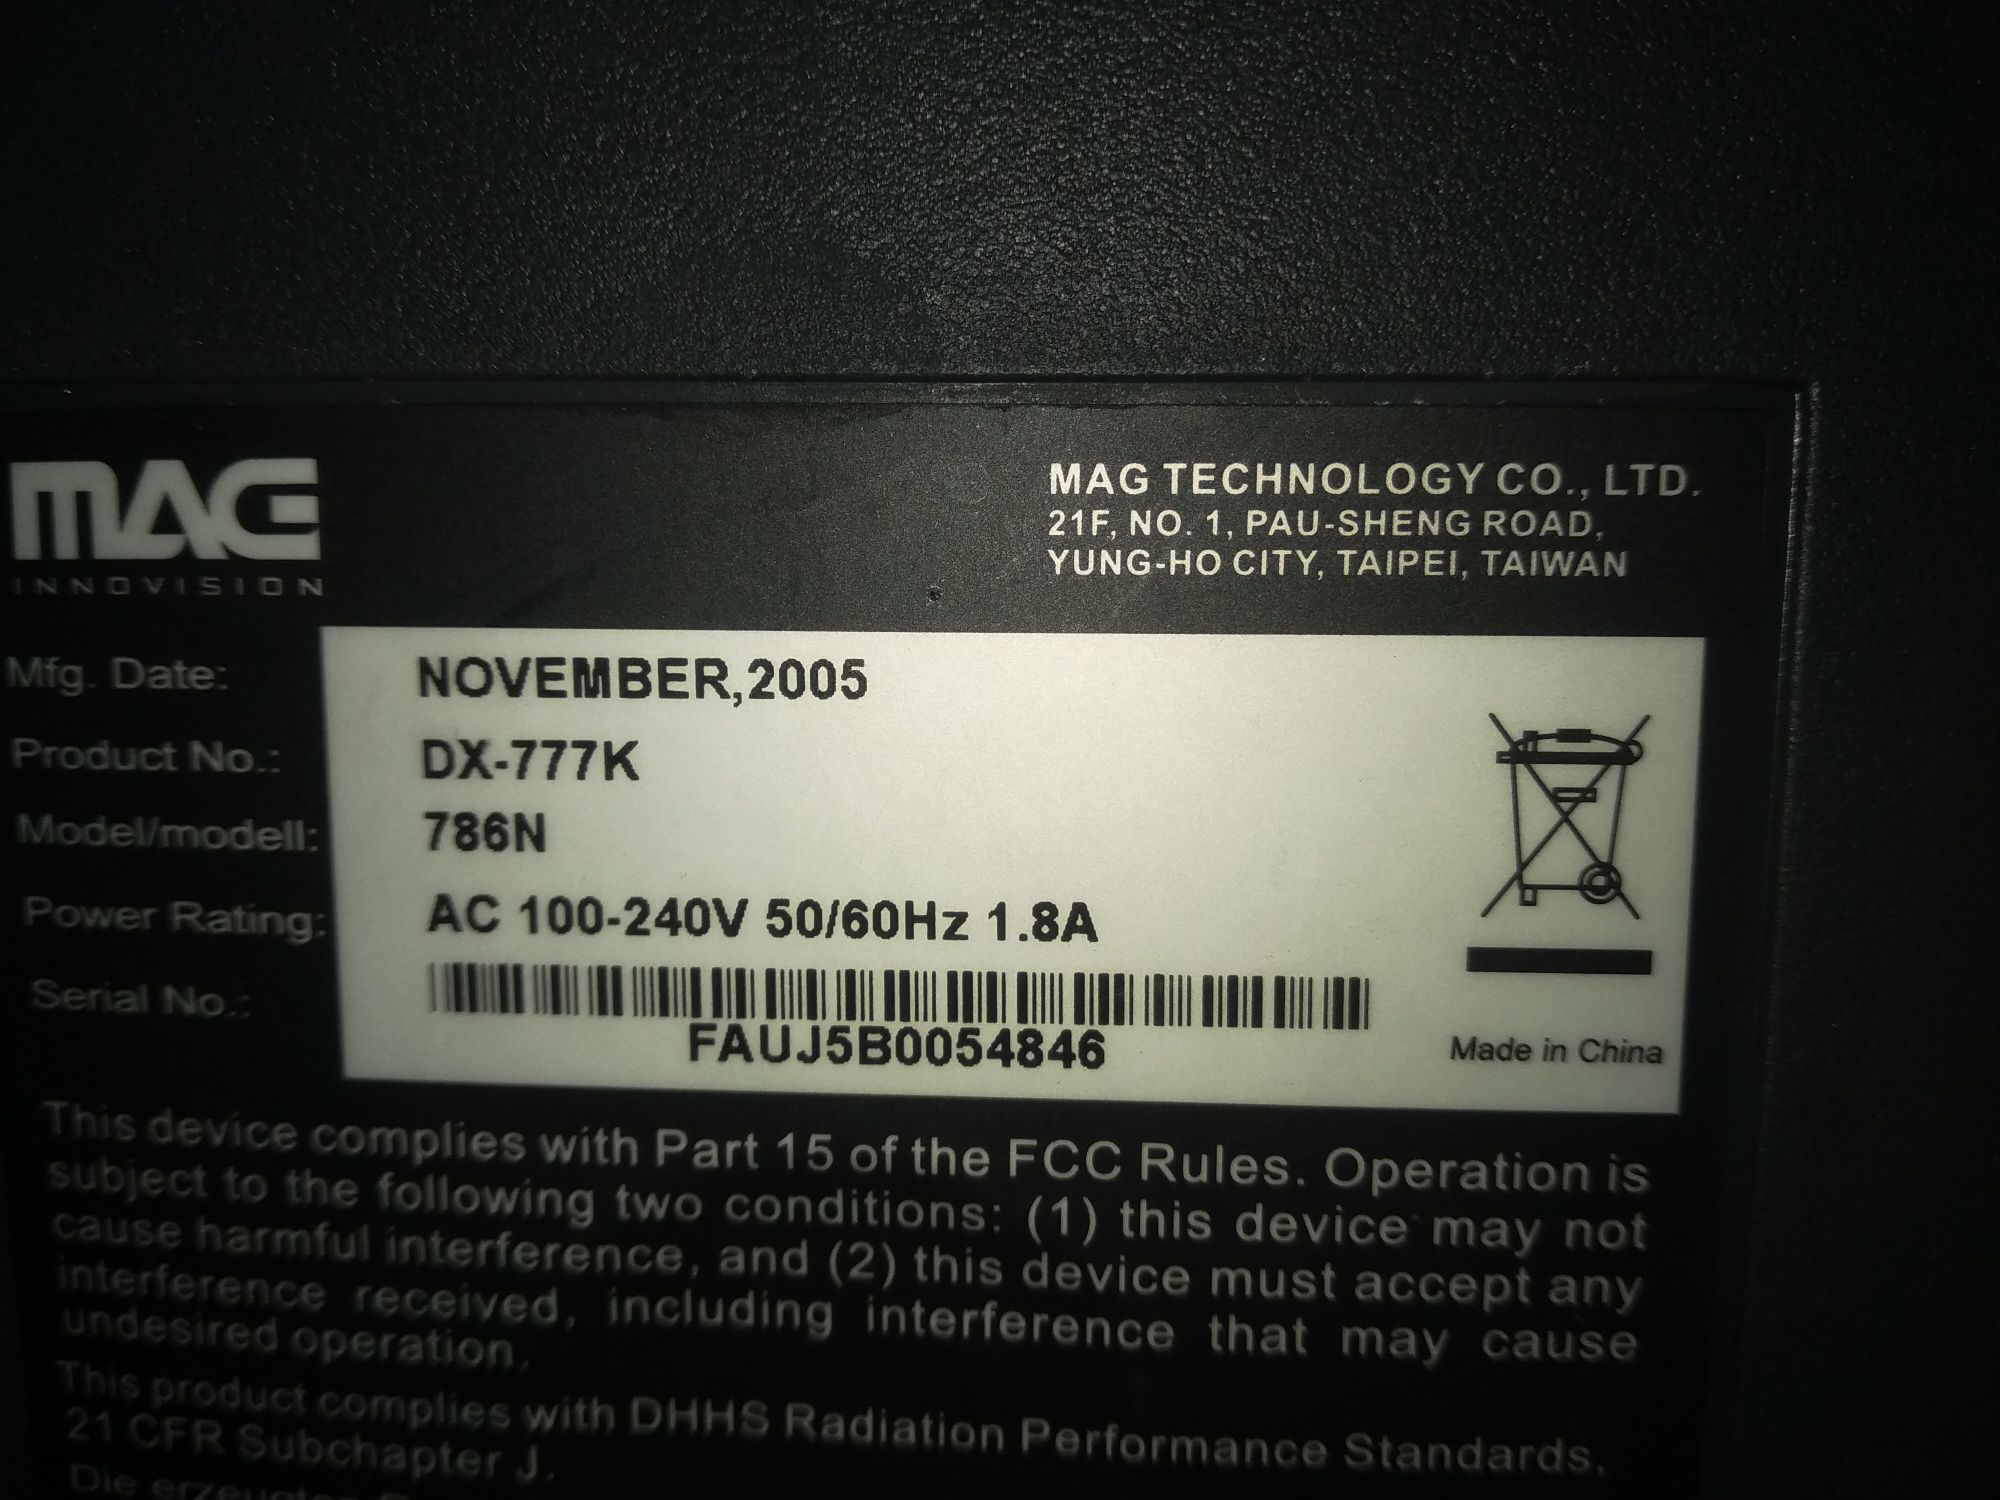 MAG
INNOVISION
MAG TECHNOLOGY CO., LTD.
21F, NO. 1, PAU-SHENG ROAD,
YUNG-HO CITY, TAIPEI, TAIWAN
Mfg. Date: NOVEMBER,2005
Product No.: DX-777K
Model/modell: 786N
Power Rating: AC 100-240V 50/60Hz 1.8A
Serial No.:
FAUJ5B0054846
Made in China
This device complies with Part 15 of the FCC Rules. Operation is
subject to the following two conditions: (1) this device may not
cause harmful interference, and (2) this device must accept any
interference received, including interference that may cause
undesired operation.
This product complies with DHHS Radiation Performance Standards,
21 CFR Subchapter J.
Die erzeugten